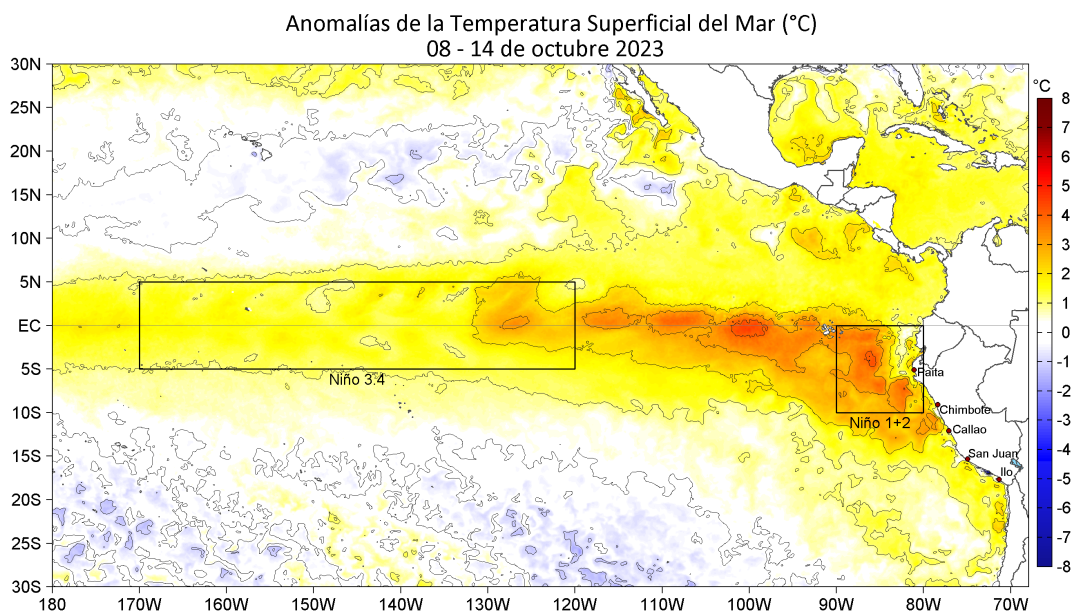 Anomalías de la Temperatura Superficial del Mar (°C)
08 - 14 de octubre 2023
30N
25N
20N
15N
10N
5N
EC
5S
10S
15S
20S
25S
30S
180
170W
160W
150W
140W
130W
120W
110W
100W
90W
80W
70W
Niño 3.4
Niño 1+2
Paita
Chimbote
Callao
San Juan
Ilo
°C
8
7
6
5
4
3
2
1
0
-1
-2
-3
-4
-5
-6
-7
-8